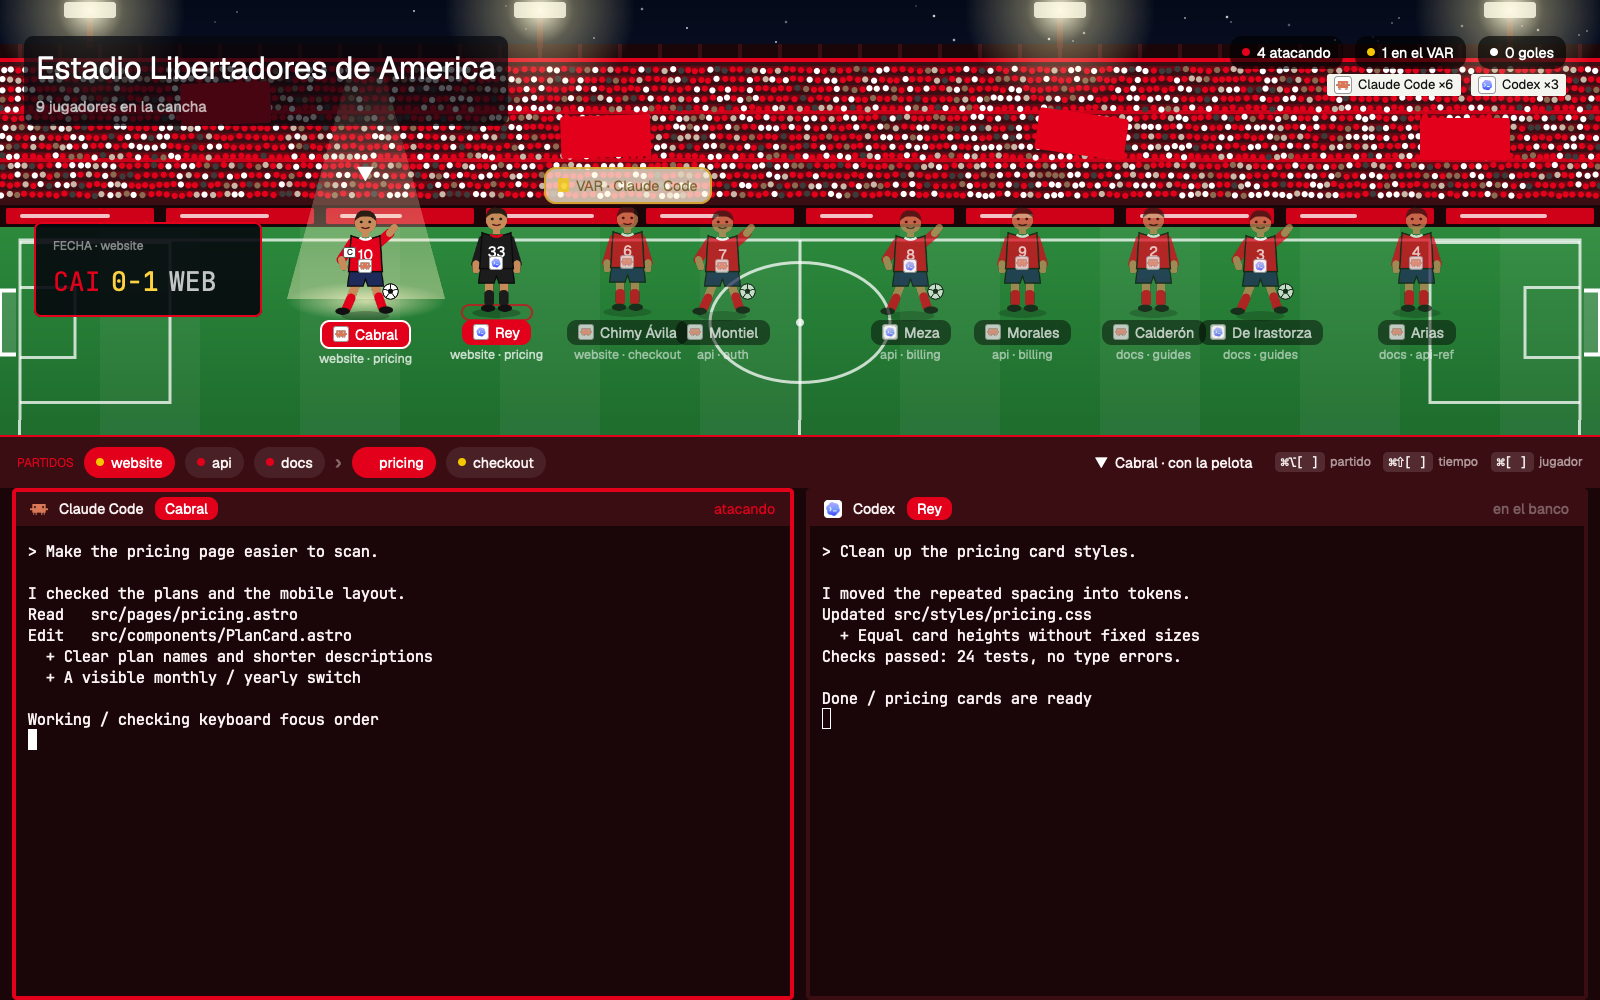 Estadio Libertadores de America
9 jugadores en la cancha
4 atacando
1 en el VAR
0 goles
Claude Code ×6
Codex ×3
VAR · Claude Code
FECHA · website
CAI 0-1 WEB
C 10
33
6
7
8
9
2
3
4
Cabral
Rey
Chimy Ávila
Montiel
Meza
Morales
Calderón
De Irastorza
Arias
website · pricing
website · pricing
website · checkout
api · auth
api · billing
api · billing
docs · guides
docs · guides
docs · api-ref
PARTIDOS website api docs › pricing checkout
▼ Cabral · con la pelota ⌘⌥[ ] partido ⌘⇧[ ] tiempo ⌘[ ] jugador
Claude Code Cabral atacando
> Make the pricing page easier to scan.
I checked the plans and the mobile layout.
Read src/pages/pricing.astro
Edit src/components/PlanCard.astro
+ Clear plan names and shorter descriptions
+ A visible monthly / yearly switch
Working / checking keyboard focus order
Codex Rey en el banco
> Clean up the pricing card styles.
I moved the repeated spacing into tokens.
Updated src/styles/pricing.css
+ Equal card heights without fixed sizes
Checks passed: 24 tests, no type errors.
Done / pricing cards are ready